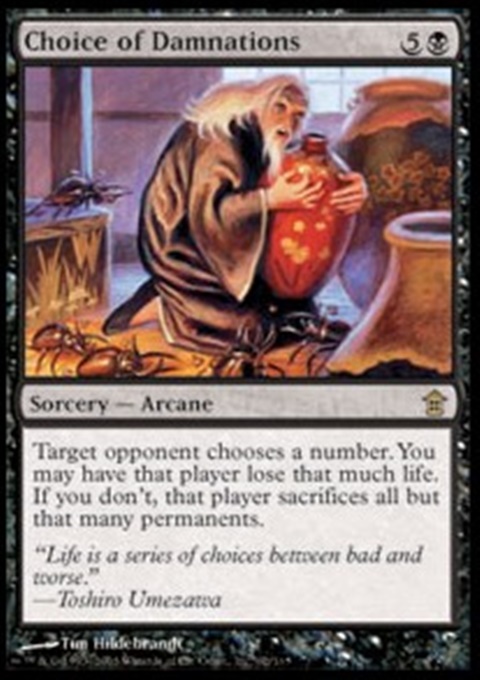 Choice of Damnations 5
Sorcery — Arcane
Target opponent chooses a number. You
may have that player lose that much life.
If you don't, that player sacrifices all but
that many permanents.
"Life is a series of choices between bad and
worse."
—Toshiro Umezawa
Tim Hildebrandt